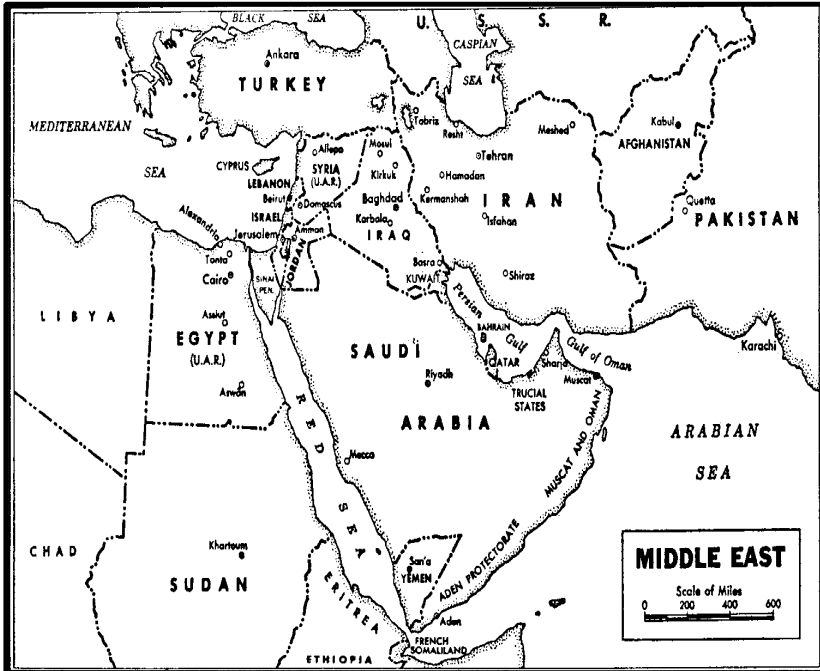 BLACK SEA
U. S. S. R.
CASPIAN
SEA
Ankara
TURKEY
Tabriz
Resht
Meshed
Kabul
AFGHANISTAN
MEDITERRANEAN
SEA
CYPRUS
Aleppo
SYRIA
(U.A.R.)
Mosul
Kirkuk
Tehran
Hamadan
Kermanshah
IRAN
LEBANON
Beirut
Damascus
Baghdad
Karbala
IRAQ
Isfahan
Quetta
PAKISTAN
ISRAEL
Jerusalem
Amman
JORDAN
Alexandria
Tanta
Cairo
SINAI
PEN.
Basra
KUWAIT
Shiraz
LIBYA
Assiut
EGYPT
(U.A.R.)
Aswan
Persian
Gulf
BAHRAIN
QATAR
Gulf of Oman
Sharja
Muscat
TRUCIAL
STATES
Karachi
SAUDI
Riyadh
ARABIA
Mecca
RED SEA
MUSCAT AND OMAN
ARABIAN
SEA
CHAD
Khartoum
SUDAN
San'a
YEMEN
ADEN PROTECTORATE
Aden
ERITREA
FRENCH
SOMALILAND
ETHIOPIA
MIDDLE EAST
Scale of Miles
0 200 400 600